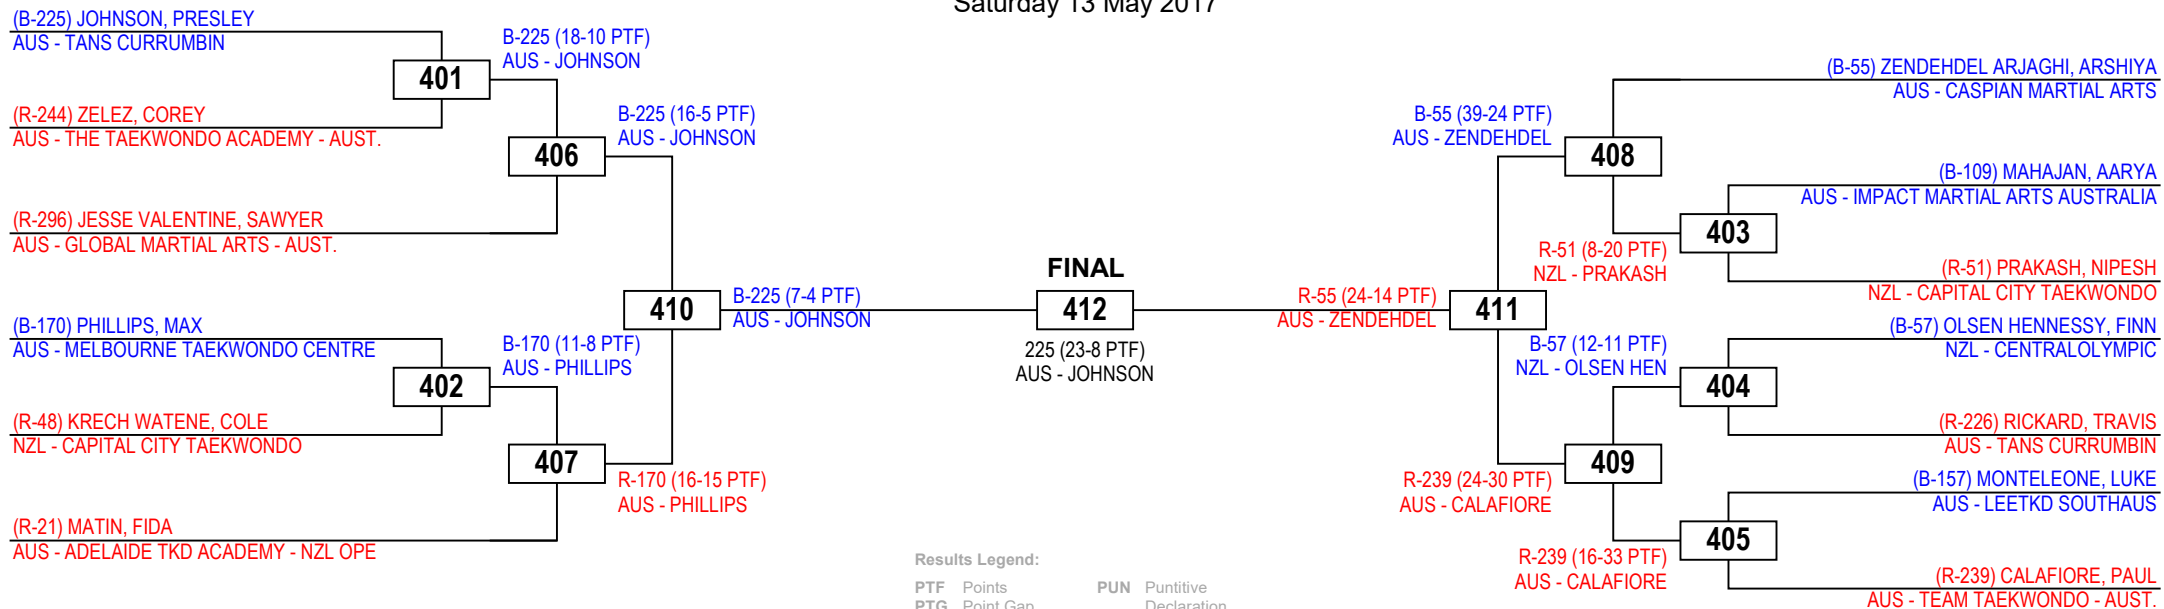 Saturday 13 May 2017
(B-225) JOHNSON, PRESLEY
AUS - TANS CURRUMBIN
B-225 (18-10 PTF)
AUS - JOHNSON
401
(R-244) ZELEZ, COREY
AUS - THE TAEKWONDO ACADEMY - AUST.
B-225 (16-5 PTF)
AUS - JOHNSON
406
(R-296) JESSE VALENTINE, SAWYER
AUS - GLOBAL MARTIAL ARTS - AUST.
410
B-225 (7-4 PTF)
AUS - JOHNSON
(B-170) PHILLIPS, MAX
AUS - MELBOURNE TAEKWONDO CENTRE
B-170 (11-8 PTF)
AUS - PHILLIPS
402
(R-48) KRECH WATENE, COLE
NZL - CAPITAL CITY TAEKWONDO
407
R-170 (16-15 PTF)
AUS - PHILLIPS
(R-21) MATIN, FIDA
AUS - ADELAIDE TKD ACADEMY - NZL OPE
FINAL
412
225 (23-8 PTF)
AUS - JOHNSON
(B-55) ZENDEHDEL ARJAGHI, ARSHIYA
AUS - CASPIAN MARTIAL ARTS
B-55 (39-24 PTF)
AUS - ZENDEHDEL
408
(B-109) MAHAJAN, AARYA
AUS - IMPACT MARTIAL ARTS AUSTRALIA
403
R-51 (8-20 PTF)
NZL - PRAKASH
(R-51) PRAKASH, NIPESH
NZL - CAPITAL CITY TAEKWONDO
R-55 (24-14 PTF)
AUS - ZENDEHDEL
411
(B-57) OLSEN HENNESSY, FINN
NZL - CENTRALOLYMPIC
B-57 (12-11 PTF)
NZL - OLSEN HEN
404
(R-226) RICKARD, TRAVIS
AUS - TANS CURRUMBIN
409
R-239 (24-30 PTF)
AUS - CALAFIORE
(B-157) MONTELEONE, LUKE
AUS - LEETKD SOUTHAUS
405
R-239 (16-33 PTF)
AUS - CALAFIORE
(R-239) CALAFIORE, PAUL
AUS - TEAM TAEKWONDO - AUST.
Results Legend:
PTF Points PUN Puntitive
PTG Point Gap Declaration